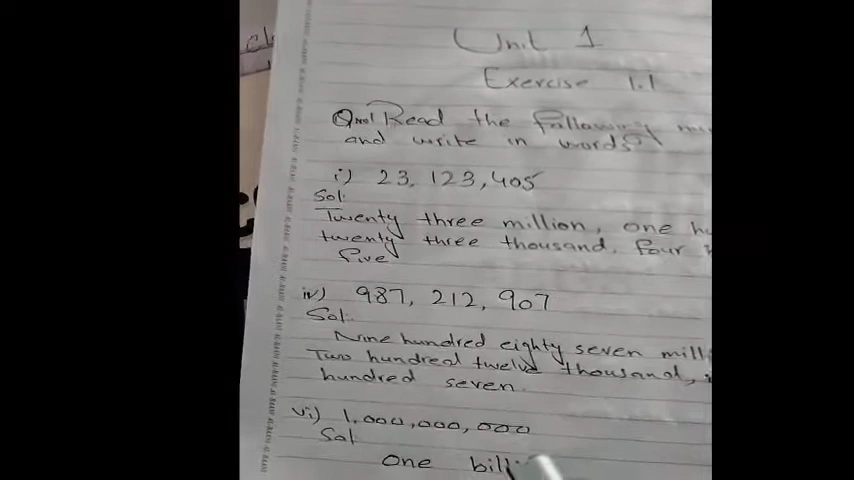 Unit 1
Exercise 1.1
Read the following
and write in words
i) 23, 123, 405
Sol:
Twenty three million, one
twenty three thousand, four
five
iv) 987, 212, 907
Sol:
Nine hundred eighty seven
Two hundred twelve thousand,
hundred seven.
vi) 1,000,000,000
Sol
One